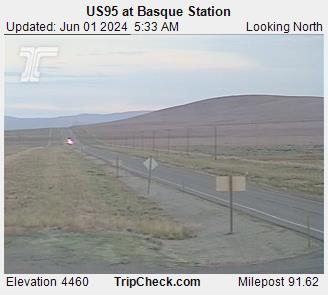 US95 at Basque Station
Updated: Jun 01 2024 5:33 AM Looking North
Elevation 4460 TripCheck.com Milepost 91.62